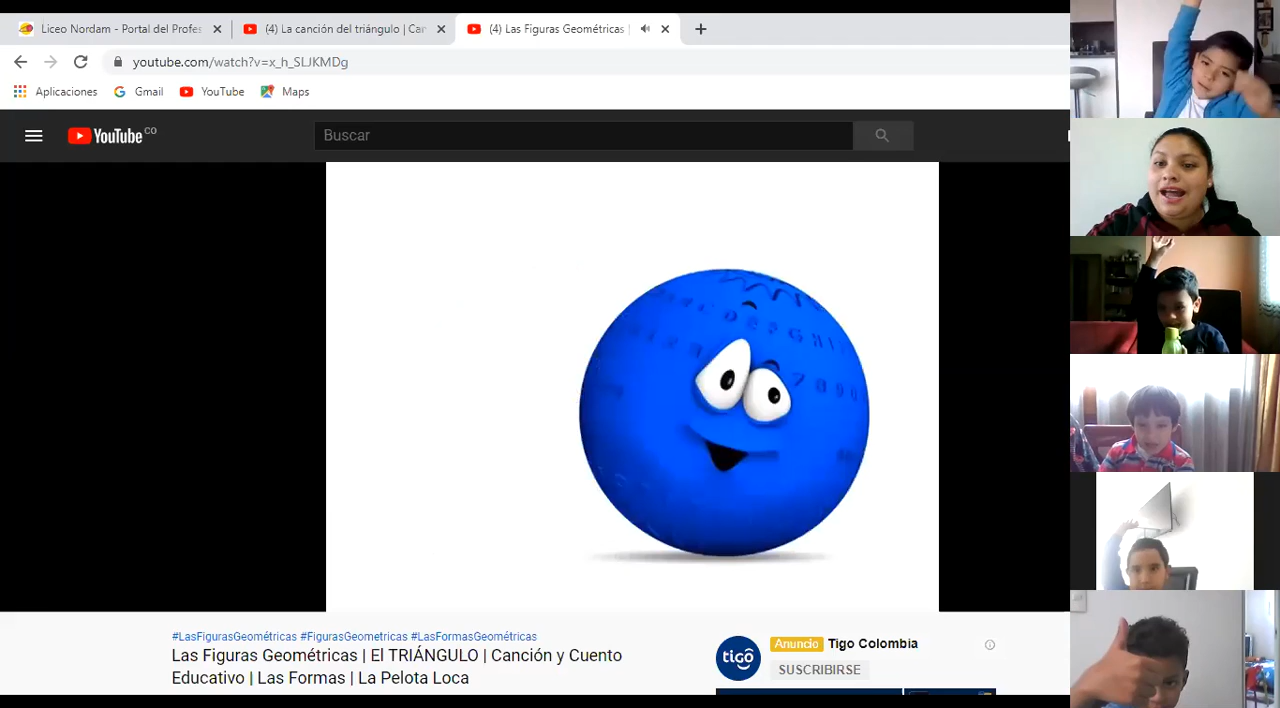 Liceo Nordam - Portal del Profes
(4) La canción del triángulo | Can
(4) Las Figuras Geométricas |
youtube.com/watch?v=x_h_SLJKMDg
Aplicaciones Gmail YouTube Maps
YouTube CO
Buscar
#LasFigurasGeométricas #FigurasGeometricas #LasFormasGeométricas
Las Figuras Geométricas | El TRIÁNGULO | Canción y Cuento
Educativo | Las Formas | La Pelota Loca
tigo
Anuncio Tigo Colombia
SUSCRIBIRSE